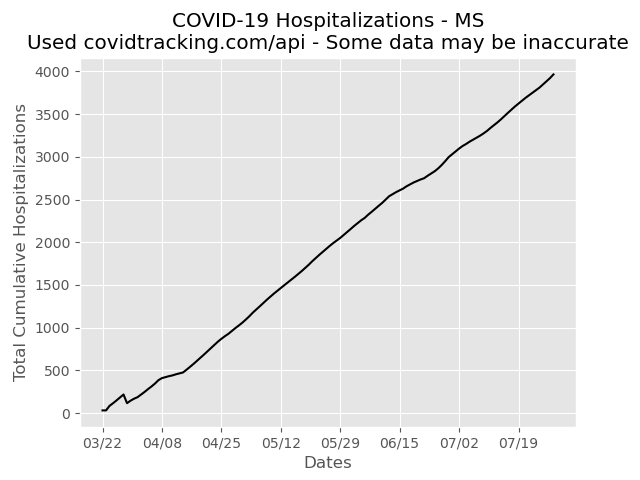 COVID-19 Hospitalizations - MS
Used covidtracking.com/api - Some data may be inaccurate
Total Cumulative Hospitalizations
4000
3500
3000
2500
2000
1500
1000
500
0
03/22 04/08 04/25 05/12 05/29 06/15 07/02 07/19
Dates